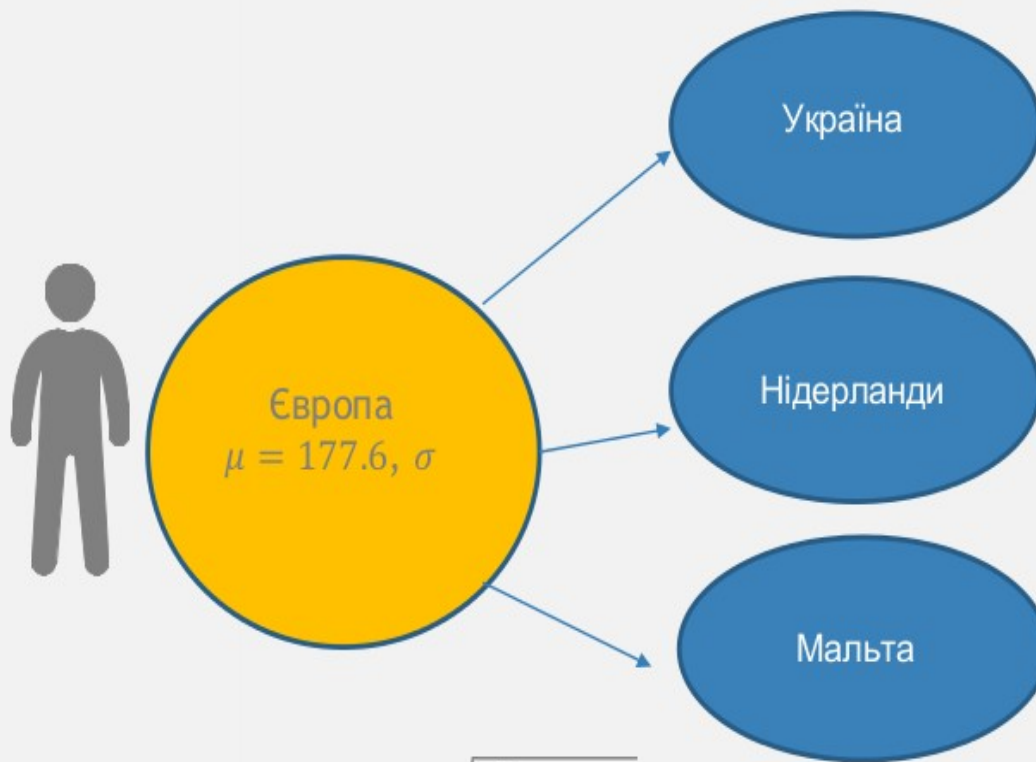 Україна
Нідерланди
Європа
μ = 177.6, σ
Мальта